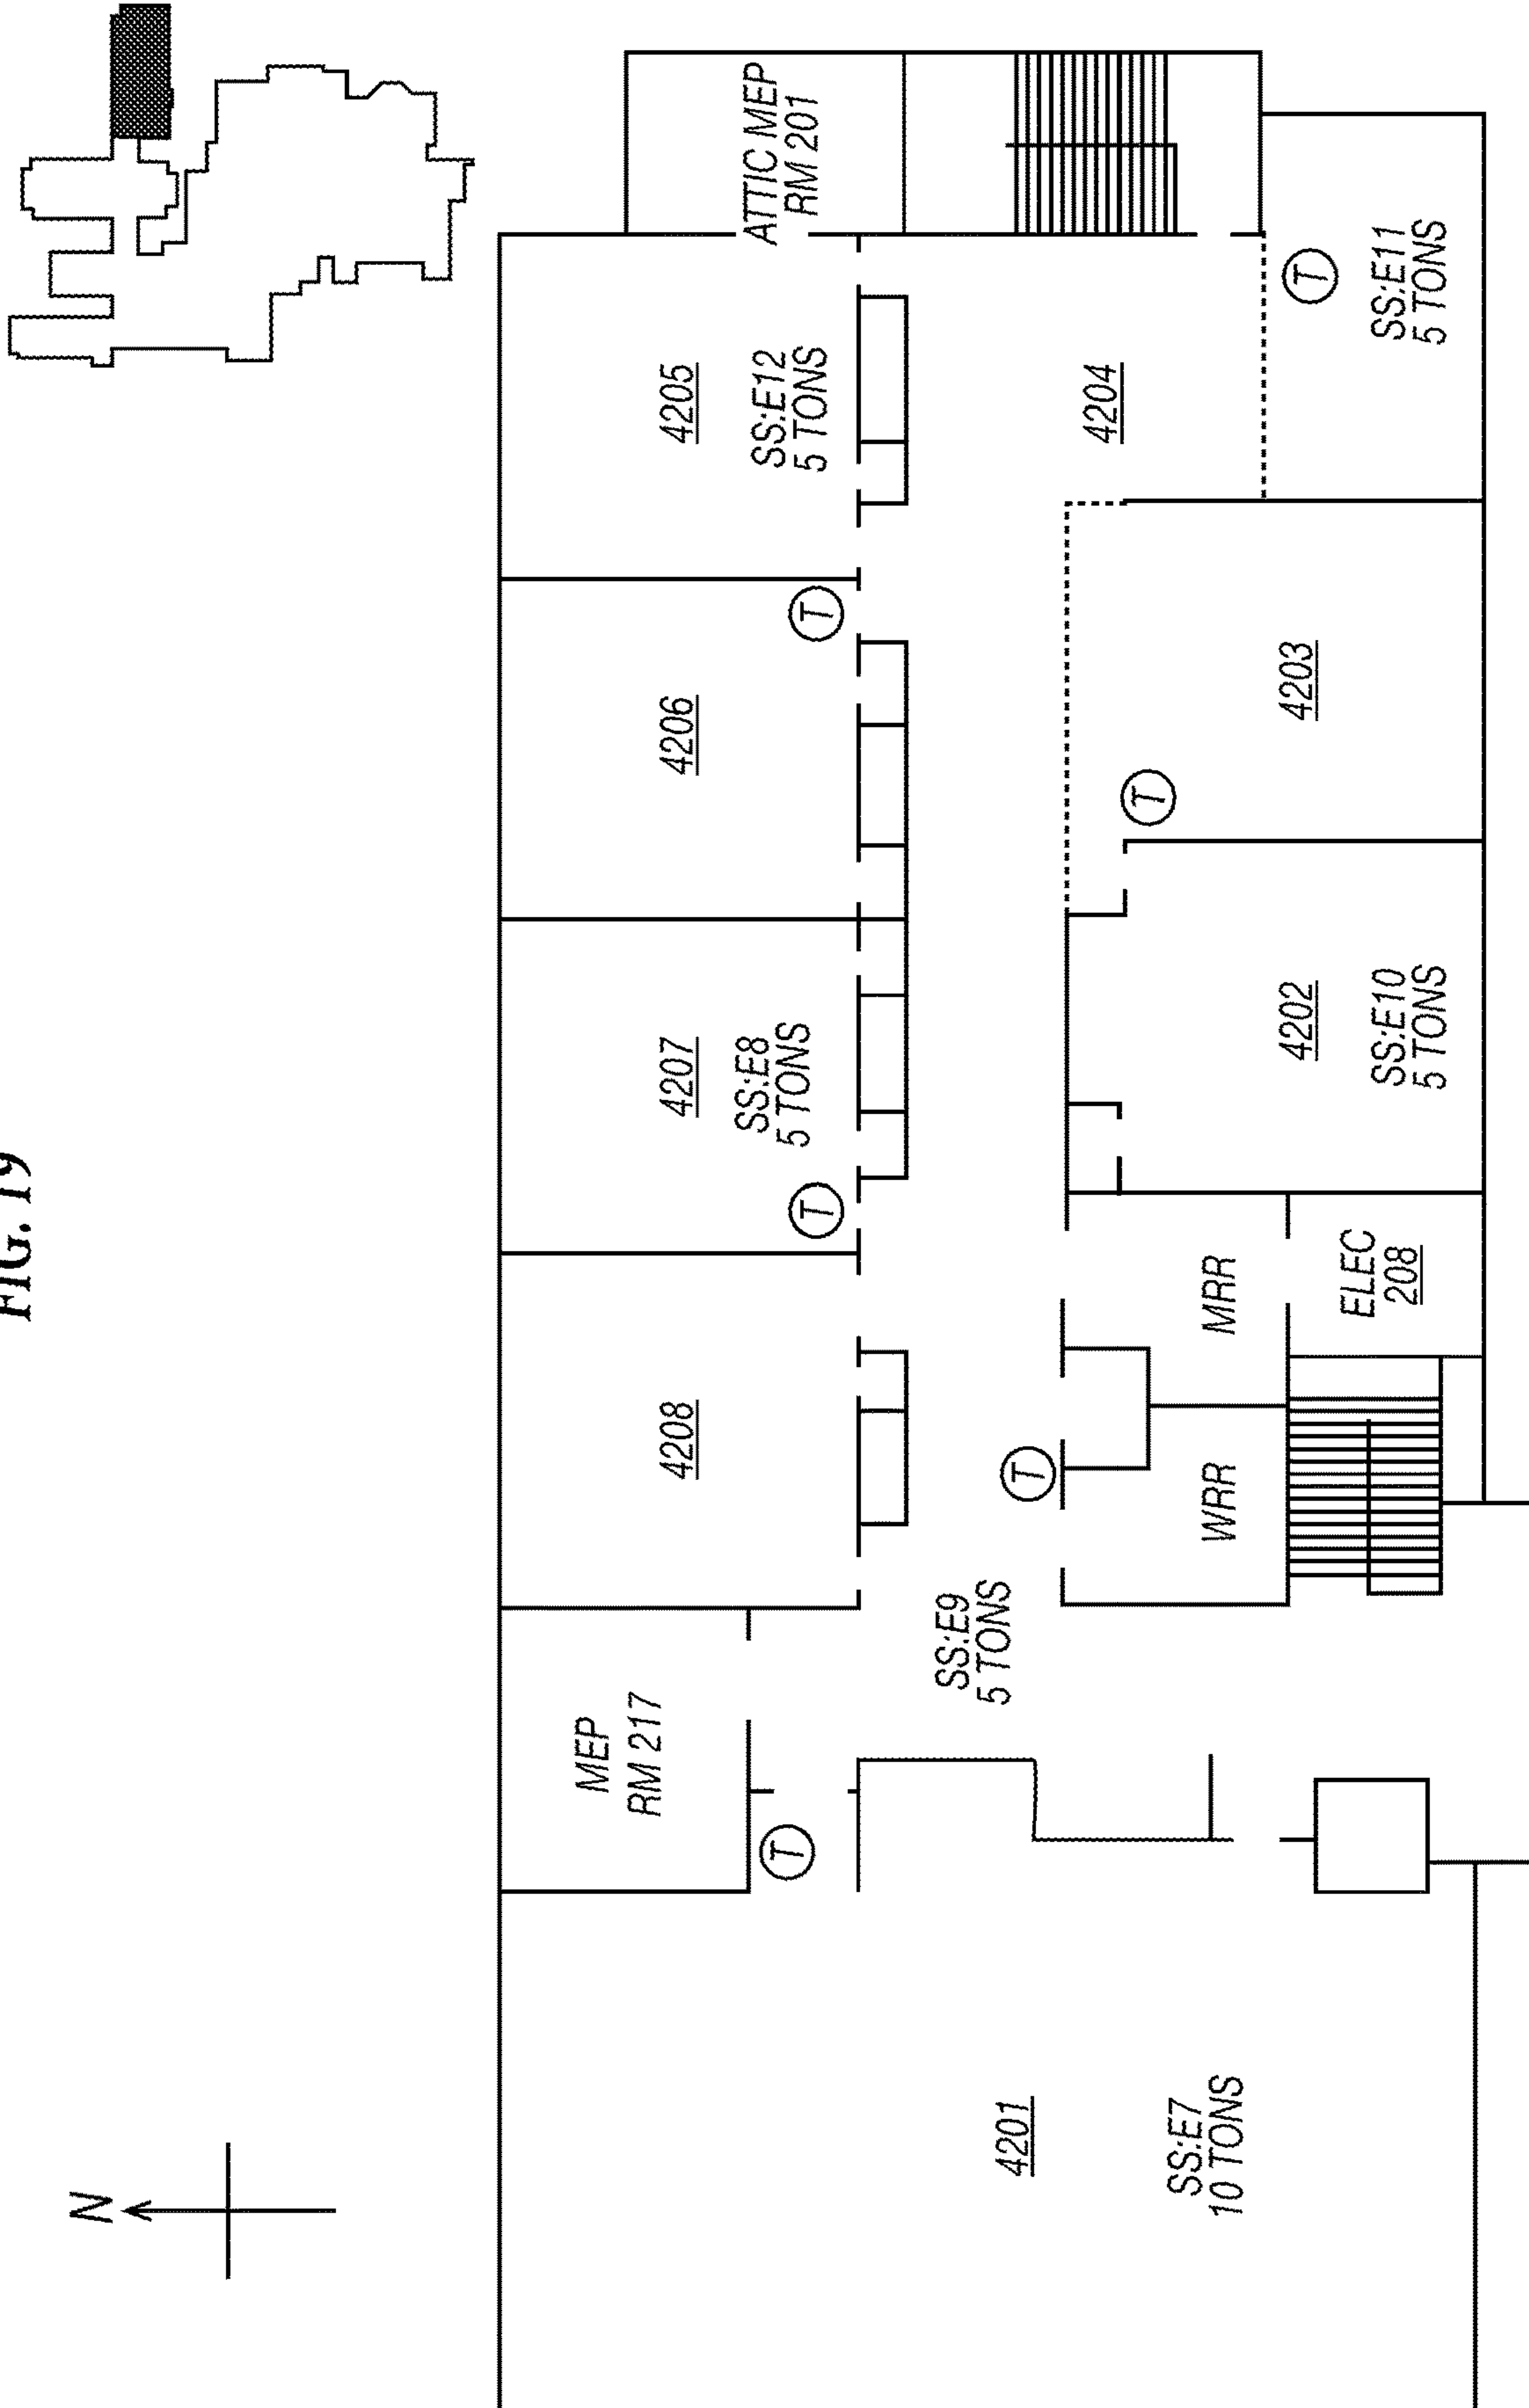 FIG. 19
N
ATTIC MEP
RM 201
4205
SS:E12
5 TONS
4206
4207
SS:E8
5 TONS
4208
MEP
RM 217
T
T
T
T
T
T
4204
SS:E11
5 TONS
4203
4202
SS:E10
5 TONS
MRR
ELEC
208
WRR
SS:E9
5 TONS
4201
SS:E7
10 TONS